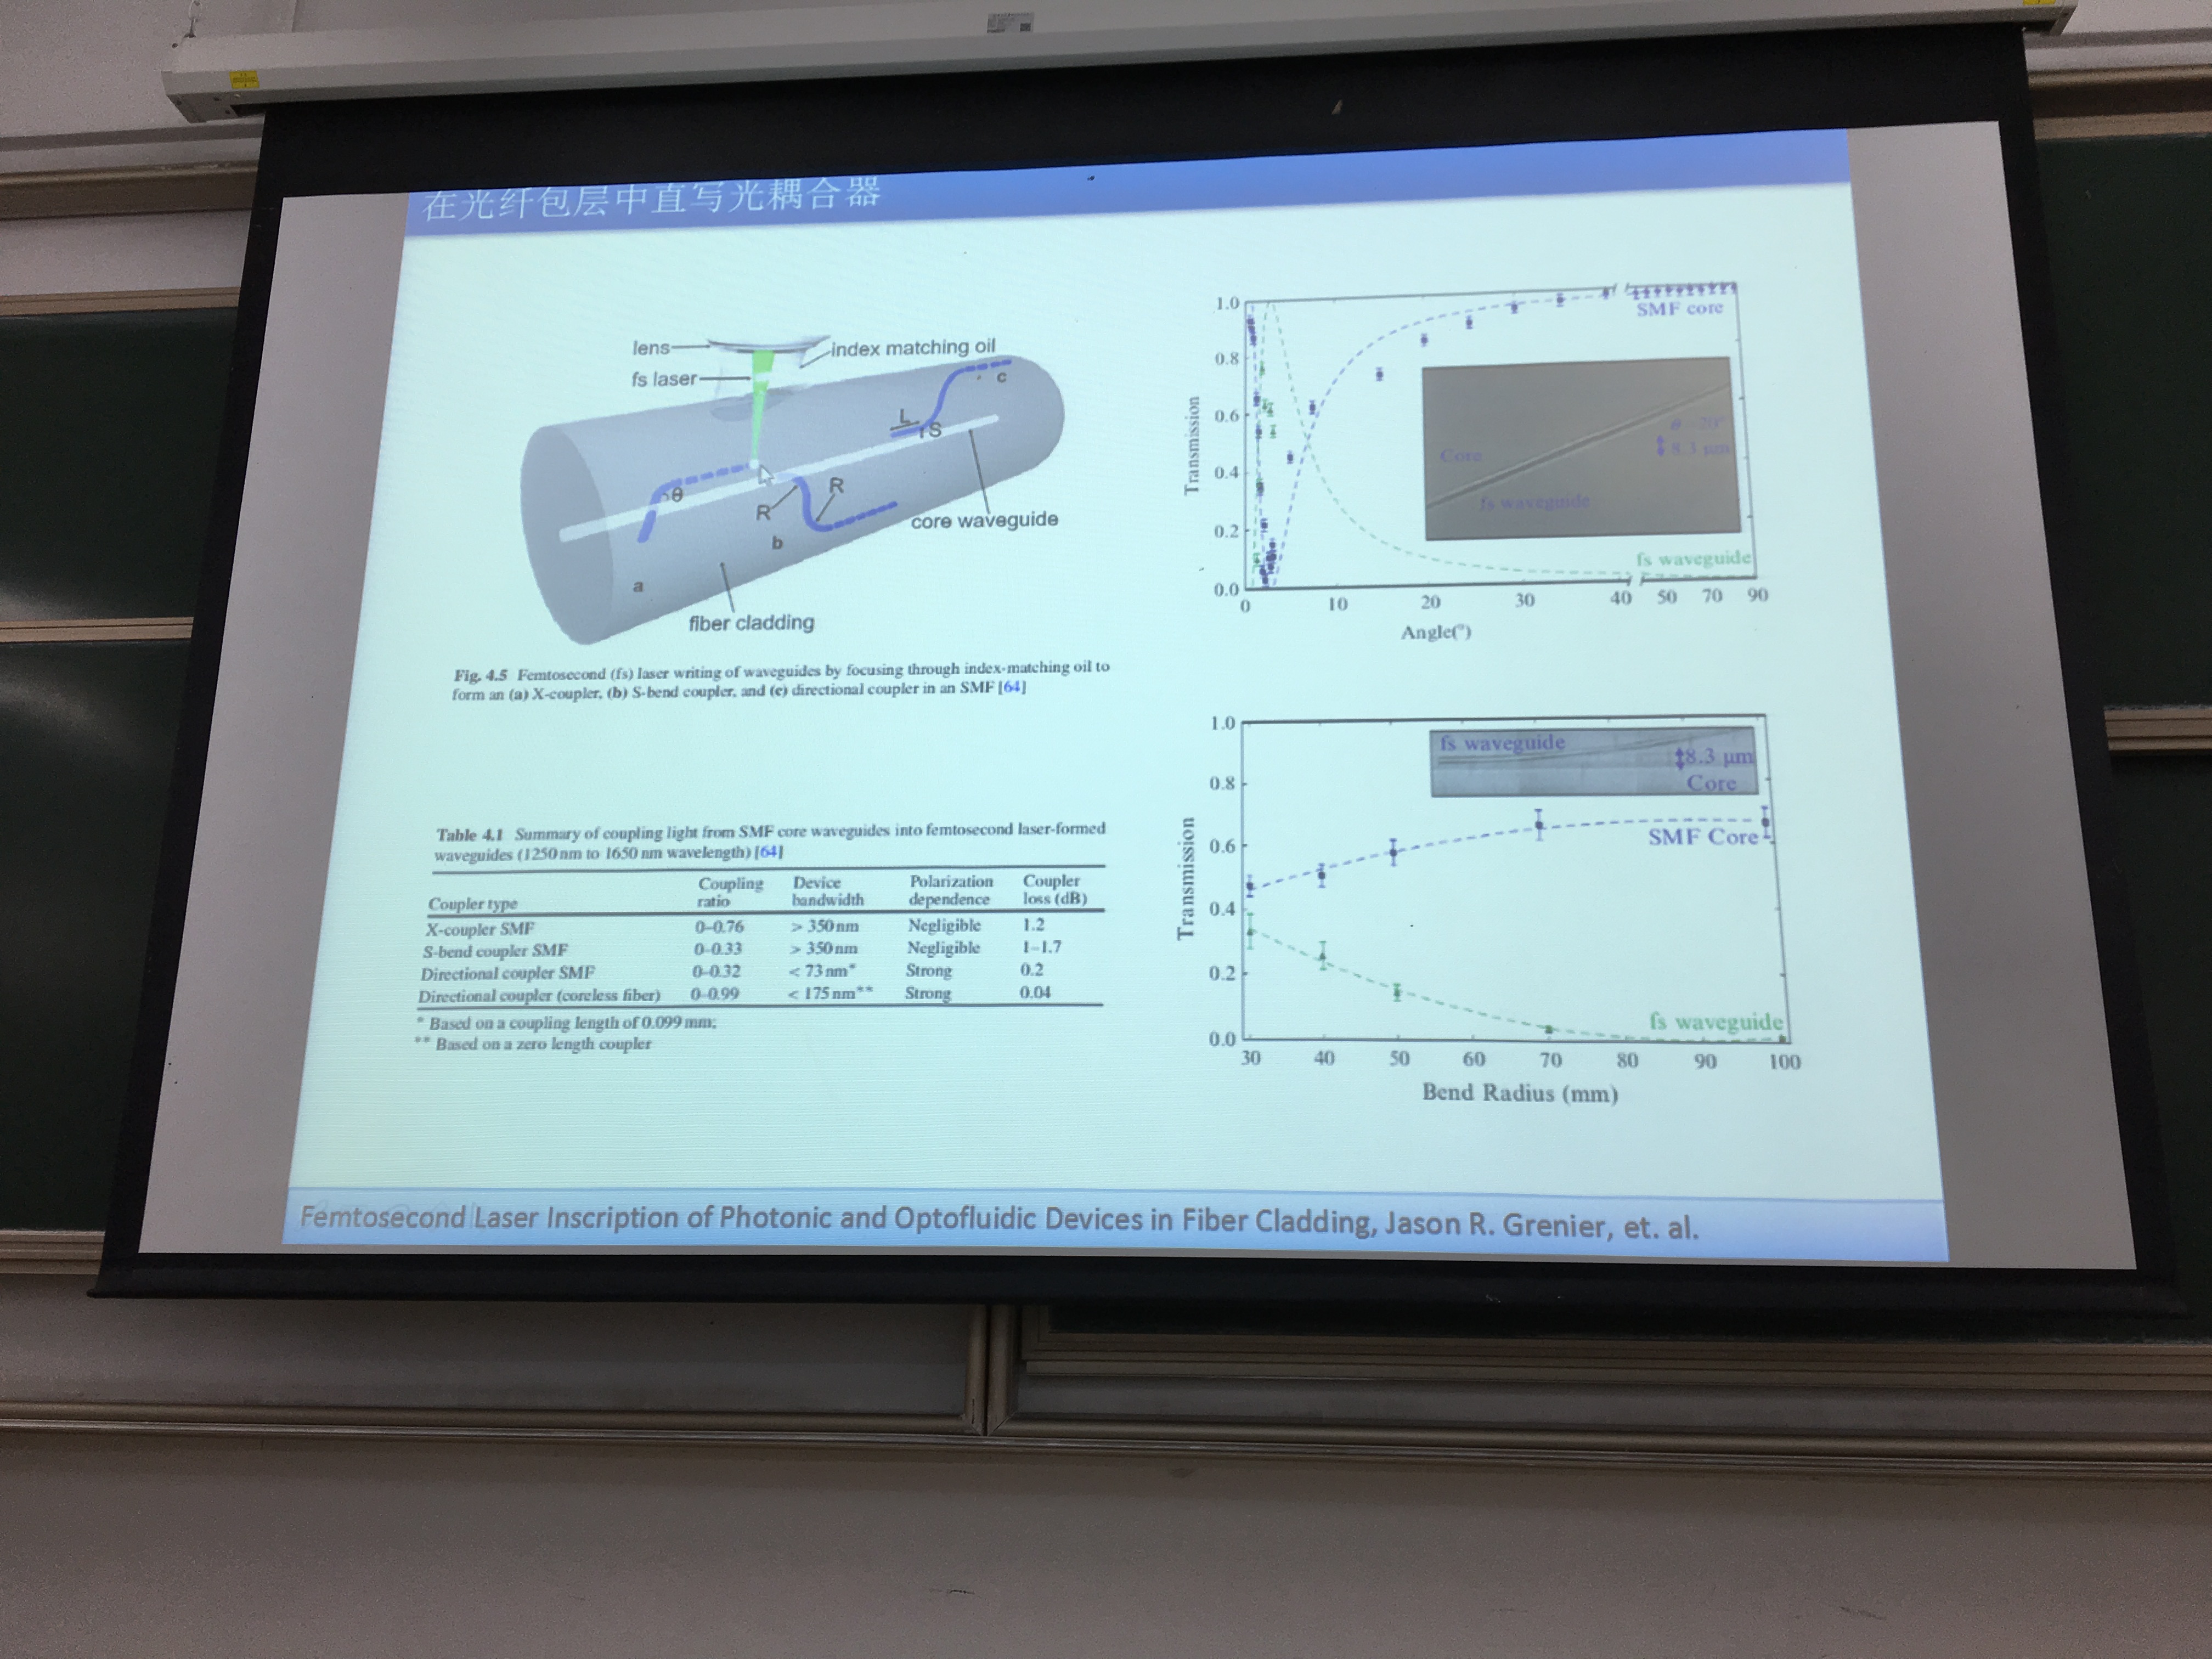 在光纤包层中直写光耦合器
lens
index matching oil
fs laser
c
L
S
θ
R
R
core waveguide
b
a
fiber cladding
Fig. 4.5 Femtosecond (fs) laser writing of waveguides by focusing through index-matching oil to
form an (a) X-coupler, (b) S-bend coupler, and (c) directional coupler in an SMF [64]
Table 4.1 Summary of coupling light from SMF core waveguides into femtosecond laser-formed
waveguides (1250 nm to 1650 nm wavelength) [64]
Coupler type Coupling ratio Device bandwidth Polarization dependence Coupler loss (dB)
X-coupler SMF 0–0.76 > 350 nm Negligible 1.2
S-bend coupler SMF 0–0.33 > 350 nm Negligible 1–1.7
Directional coupler SMF 0–0.32 < 73 nm* Strong 0.2
Directional coupler (coreless fiber) 0–0.99 < 175 nm** Strong 0.04
* Based on a coupling length of 0.099 mm;
** Based on a zero length coupler
1.0
SMF core
0.8
0.6
Transmission
Core
8.3 μm
0.4
fs waveguide
0.2
fs waveguide
0.0
0 10 20 30 40 50 70 90
Angle(°)
1.0
fs waveguide
8.3 μm
Core
0.8
SMF Core
0.6
Transmission
0.4
0.2
fs waveguide
0.0
30 40 50 60 70 80 90 100
Bend Radius (mm)
Femtosecond Laser Inscription of Photonic and Optofluidic Devices in Fiber Cladding, Jason R. Grenier, et. al.